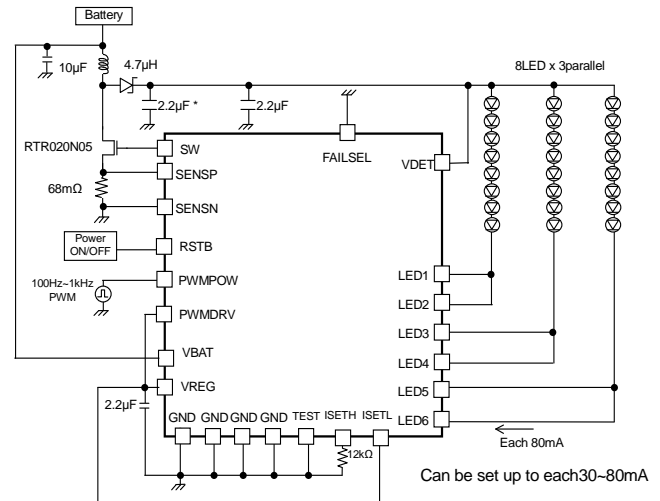 Battery
10μF
4.7μH
2.2μF *
2.2μF
8LED x 3parallel
RTR020N05
SW
FAILSEL
VDET
SENSP
68mΩ
SENSN
Power
ON/OFF
RSTB
100Hz~1kHz
PWM
PWMPOW
PWMDRV
VBAT
VREG
2.2μF
LED1
LED2
LED3
LED4
LED5
LED6
GND
GND
GND
GND
TEST
ISETH
ISETL
12kΩ
Each 80mA
Can be set up to each30~80mA